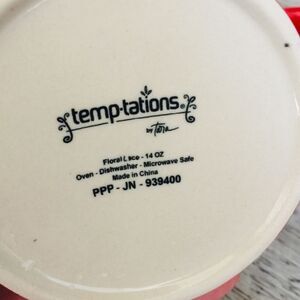 temp-tations®
by Tara
Floral Lace - 14 OZ
Oven - Dishwasher - Microwave Safe
Made in China
PPP - JN - 939400